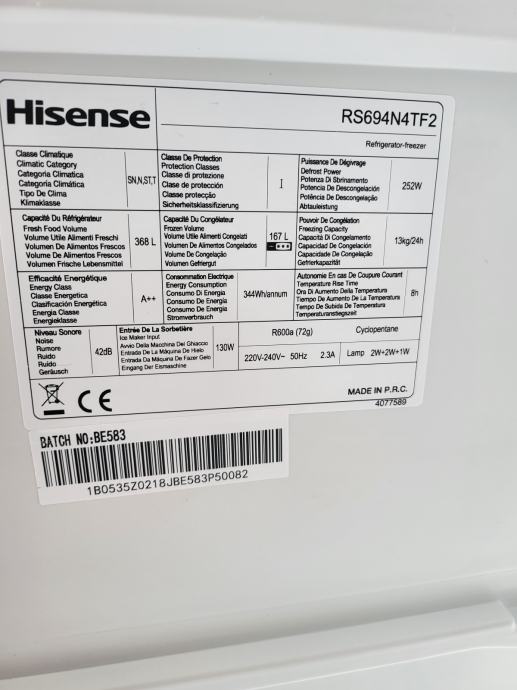 Hisense
RS694N4TF2
Refrigerator-freezer
Classe Climatique
Climatic Category
Categoria Climatica
Categoría Climática
Tipo De Clima
Klimaklasse
SN,N,ST,T
Classe De Protection
Protection Classes
Classe di protezione
Clase de protección
Classe protecção
Sicherheitsklassifizierung
I
Puissance De Dégivrage
Defrost Power
Potenza Di Sbrinamento
Potencia De Descongelación
Potência De Descongelação
Abtauleistung
252W
Capacité Du Réfrigérateur
Fresh Food Volume
Volume Utile Alimenti Freschi
Volumen De Alimentos Frescos
Volume De Alimentos Frescos
Volumen Frische Lebensmittel
368 L
Capacité Du Congélateur
Frozen Volume
Volume Utile Alimenti Congelati
Volumen De Alimentos Congelados
Volume De Congelação
Volumen Gefriergut
167 L
Pouvoir De Congélation
Freezing Capacity
Capacità Di Congelamento
Capacidad De Congelación
Capacidade De Congelação
Gefrierkapazität
13kg/24h
Efficacité Energétique
Energy Class
Classe Energetica
Clasificación Energética
Energia Classe
Energieklasse
A++
Consommation Electrique
Energy Consumption
Consumo Di Energia
Consumo De Energía
Consumo De Energia
Stromverbrauch
344Wh/annum
Autonomie En cas De Coupure Courant
Temperature Rise Time
Ora Di Aumento Della Temperatura
Tiempo De Aumento De La Temperatura
Tempo De Subida De Temperatura
Temperaturanstiegszeit
8h
Niveau Sonore
Noise
Rumore
Ruido
Ruído
Geräusch
42dB
Entrée De La Sorbetière
Ice Maker Input
Avvio Della Macchina Del Ghiaccio
Entrada De La Máquina De Hielo
Entrada Da Máquina De Fazer Gelo
Eingang Der Eismaschine
130W
R600a (72g)
Cyclopentane
220V-240V~ 50Hz 2.3A
Lamp 2W+2W+1W
CE
MADE IN P.R.C.
4077589
BATCH NO:BE583
1B0535Z0218JBE583P50082